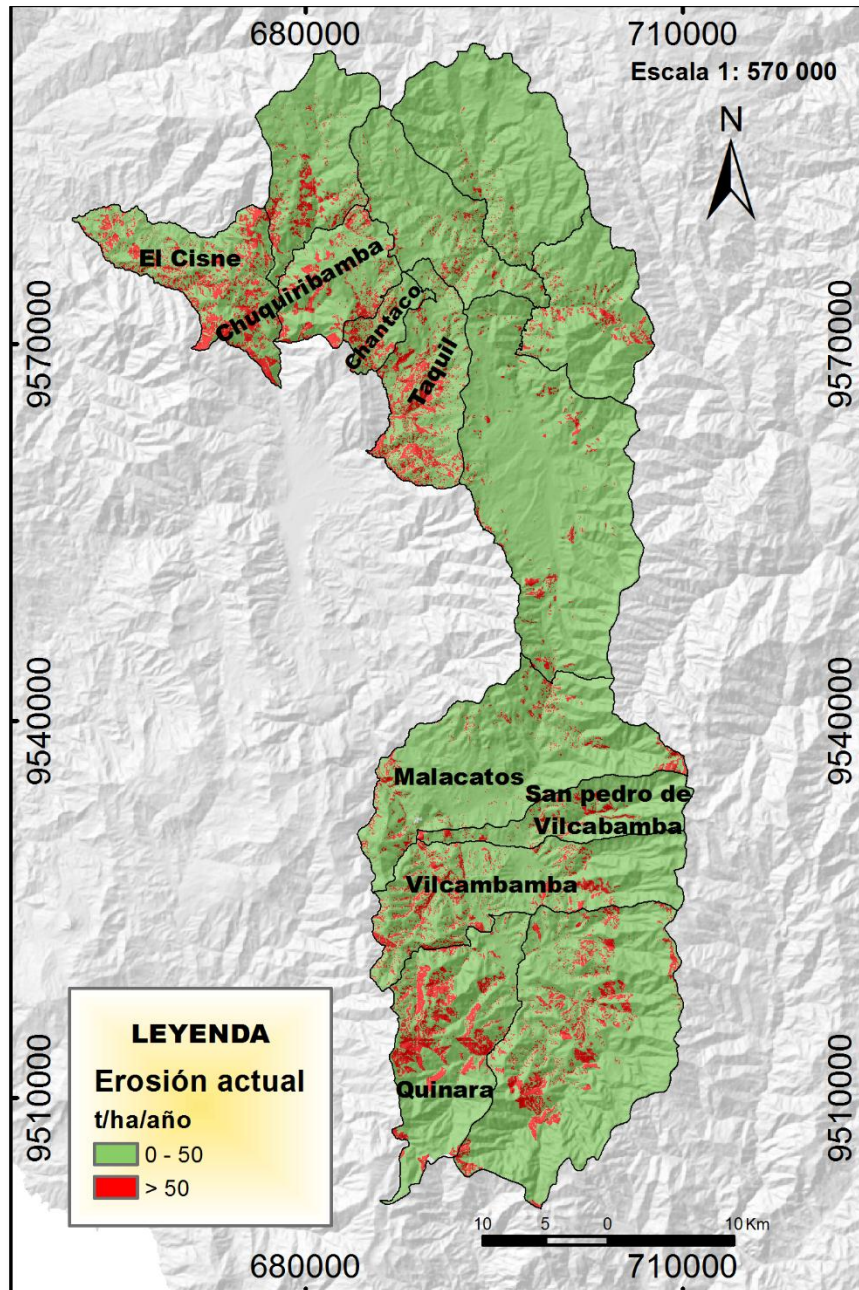 680000
710000
Escala 1: 570 000
N
El Cisne
Chuquiribamba
Chantaco
Taquil
9570000
9570000
9540000
9540000
Malacatos
San pedro de
Vilcabamba
Vilcambamba
Quinara
9510000
9510000
LEYENDA
Erosión actual
t/ha/año
0 - 50
> 50
10 5 0 10 Km
680000
710000